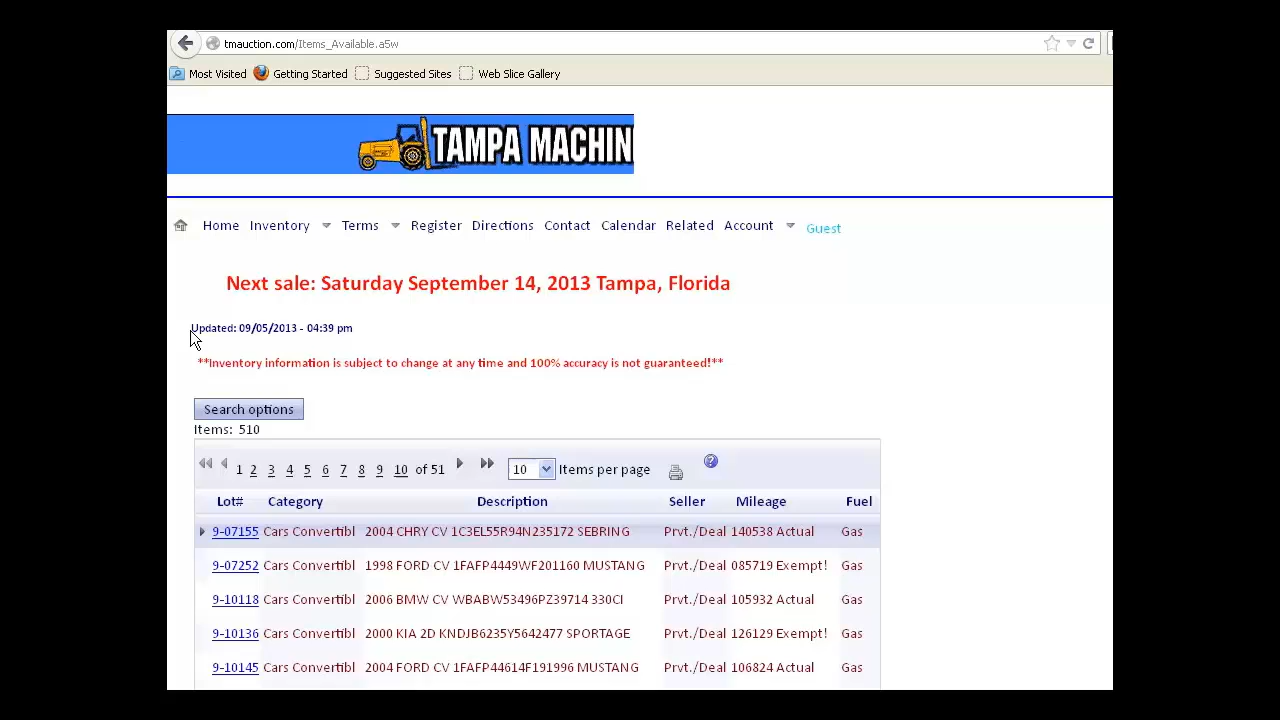 tmauction.com/Items_Available.a5w
Most Visited Getting Started Suggested Sites Web Slice Gallery
TAMPA MACHIN
Home Inventory Terms Register Directions Contact Calendar Related Account Guest
Next sale: Saturday September 14, 2013 Tampa, Florida
Updated: 09/05/2013 - 04:39 pm
**Inventory information is subject to change at any time and 100% accuracy is not guaranteed!**
Search options
Items: 510
1 2 3 4 5 6 7 8 9 10 of 51 10 Items per page
Lot# Category Description Seller Mileage Fuel
9-07155 Cars Convertibl 2004 CHRY CV 1C3EL55R94N235172 SEBRING Prvt./Deal 140538 Actual Gas
9-07252 Cars Convertibl 1998 FORD CV 1FAFP4449WF201160 MUSTANG Prvt./Deal 085719 Exempt! Gas
9-10118 Cars Convertibl 2006 BMW CV WBABW53496PZ39714 330CI Prvt./Deal 105932 Actual Gas
9-10136 Cars Convertibl 2000 KIA 2D KNDJB6235Y5642477 SPORTAGE Prvt./Deal 126129 Exempt! Gas
9-10145 Cars Convertibl 2004 FORD CV 1FAFP44614F191996 MUSTANG Prvt./Deal 106824 Actual Gas